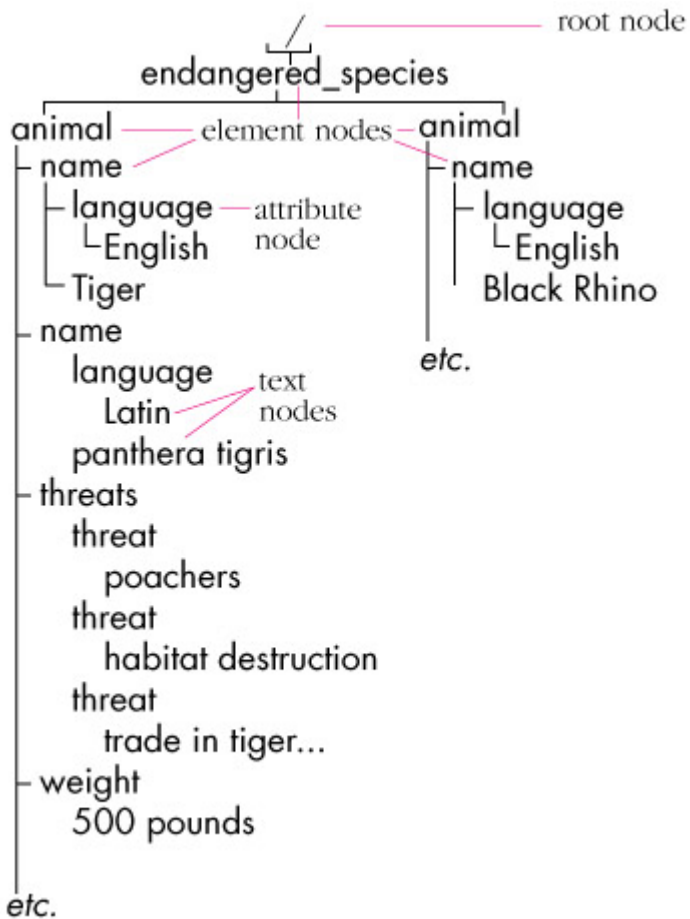 root node
/
endangered_species
animal element nodes animal
name name
language attribute language
English node English
Tiger Black Rhino
name
etc.
language text
Latin nodes
panthera tigris
threats
threat
poachers
threat
habitat destruction
threat
trade in tiger...
weight
500 pounds
etc.